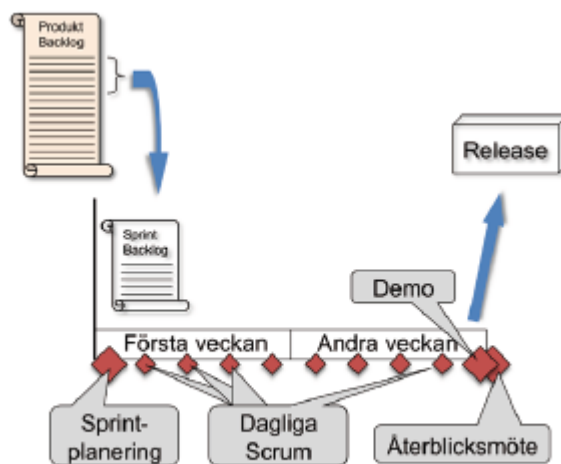 Produkt
Backlog
Release
Sprint
Backlog
Demo
Första veckan
Andra veckan
Sprint-
planering
Dagliga
Scrum
Återblicksmöte